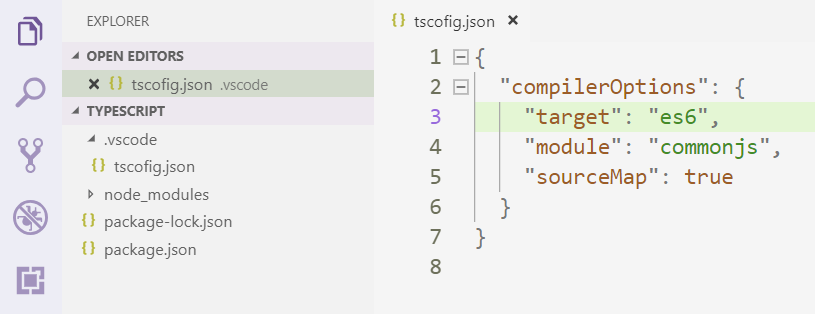 EXPLORER
OPEN EDITORS
tscofig.json .vscode
TYPESCRIPT
.vscode
{} tscofig.json
node_modules
{} package-lock.json
{} package.json
{} tscofig.json
1 {
2 "compilerOptions": {
3 "target": "es6",
4 "module": "commonjs",
5 "sourceMap": true
6 }
7 }
8